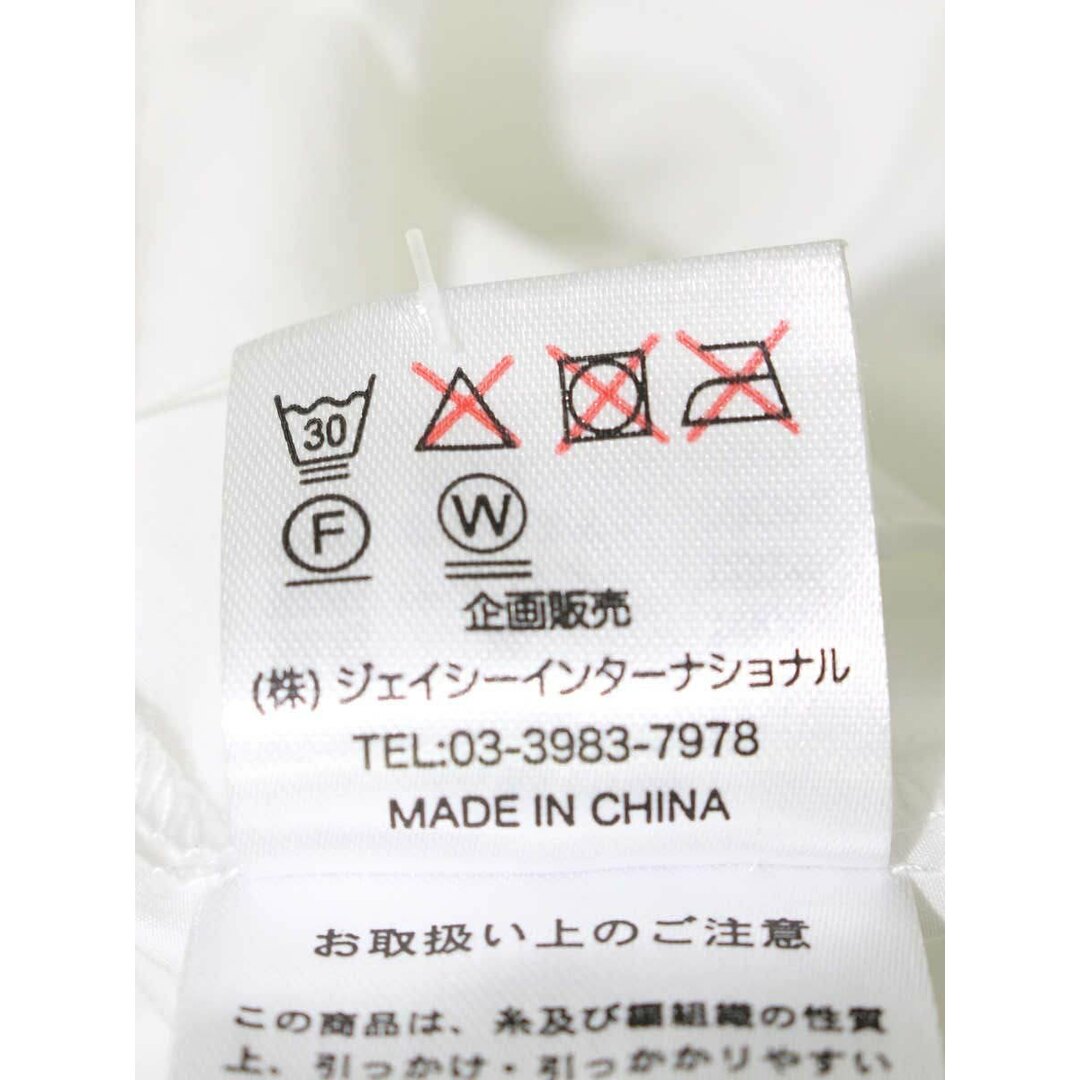 30
F W
企画販売
(株) ジェイシーインターナショナル
TEL:03-3983-7978
MADE IN CHINA
お取扱い上のご注意
この商品は、糸及び編組織の性質
上、引っかけ・引っかかりやすい